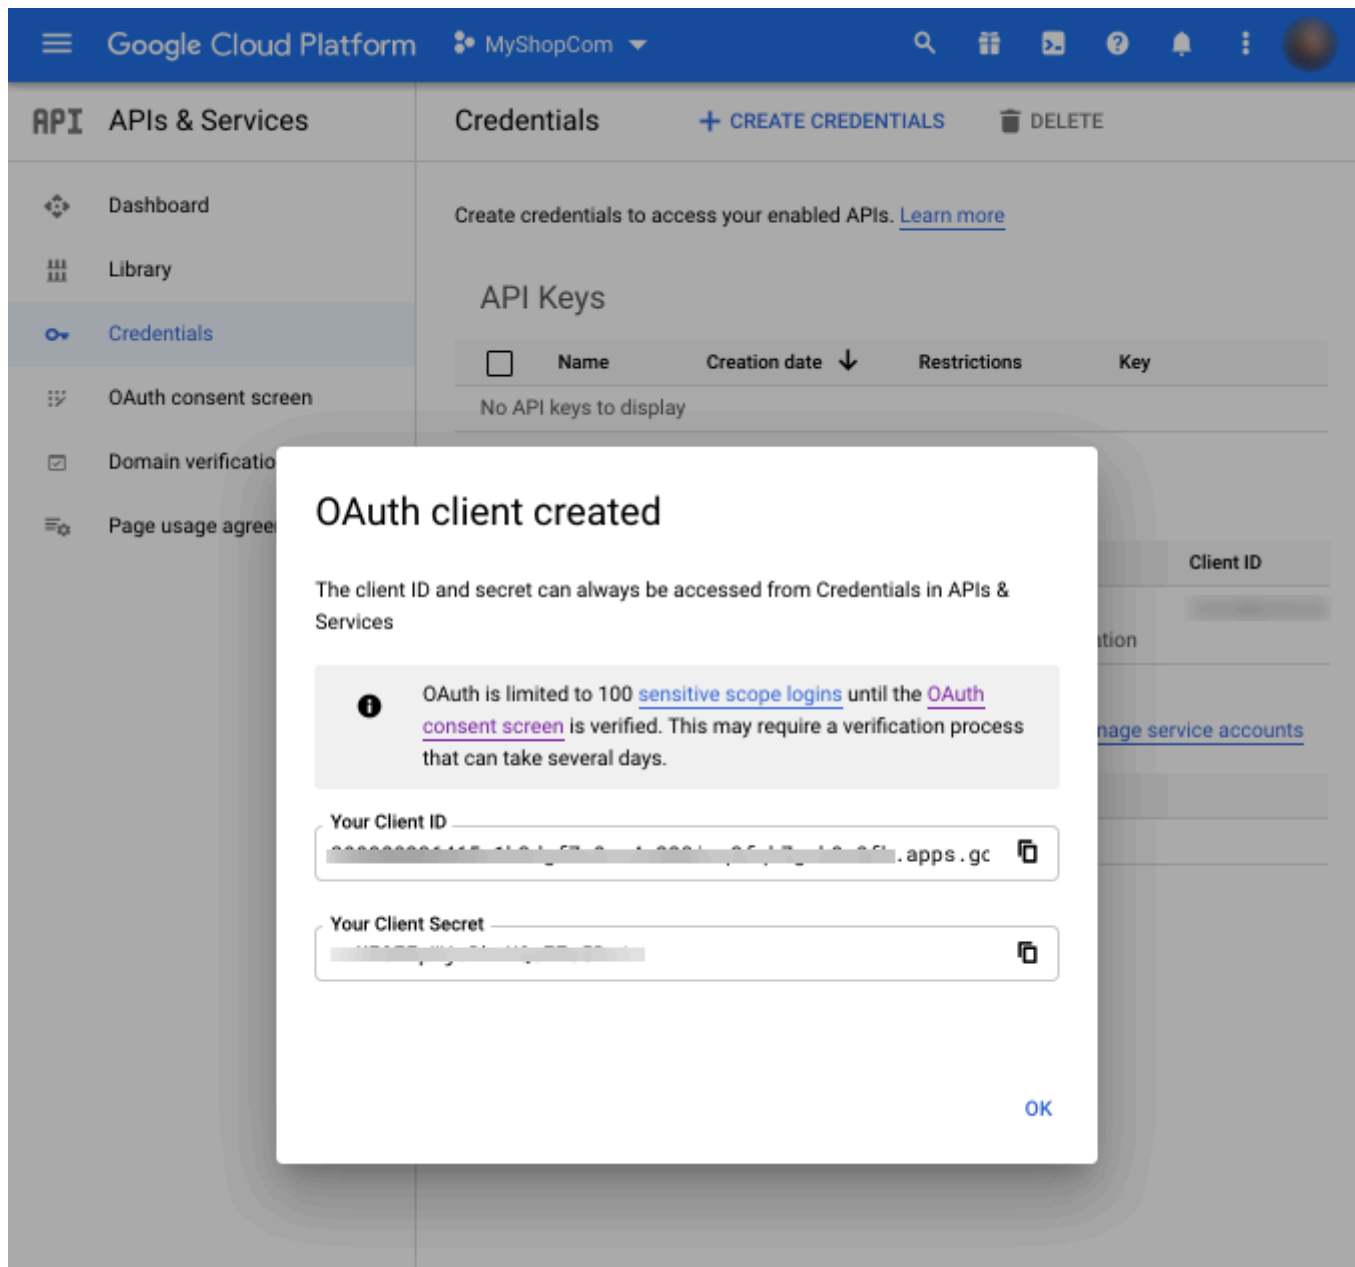 Google Cloud Platform
MyShopCom
API
APIs & Services
Credentials
CREATE CREDENTIALS
DELETE
Dashboard
Library
Credentials
OAuth consent screen
Domain verificatio
Page usage agree
Create credentials to access your enabled APIs. Learn more
API Keys
Name Creation date Restrictions Key
No API keys to display
Client ID
ation
nage service accounts
OAuth client created
The client ID and secret can always be accessed from Credentials in APIs &
Services
OAuth is limited to 100 sensitive scope logins until the OAuth
consent screen is verified. This may require a verification process
that can take several days.
Your Client ID
.apps.gc
Your Client Secret
OK